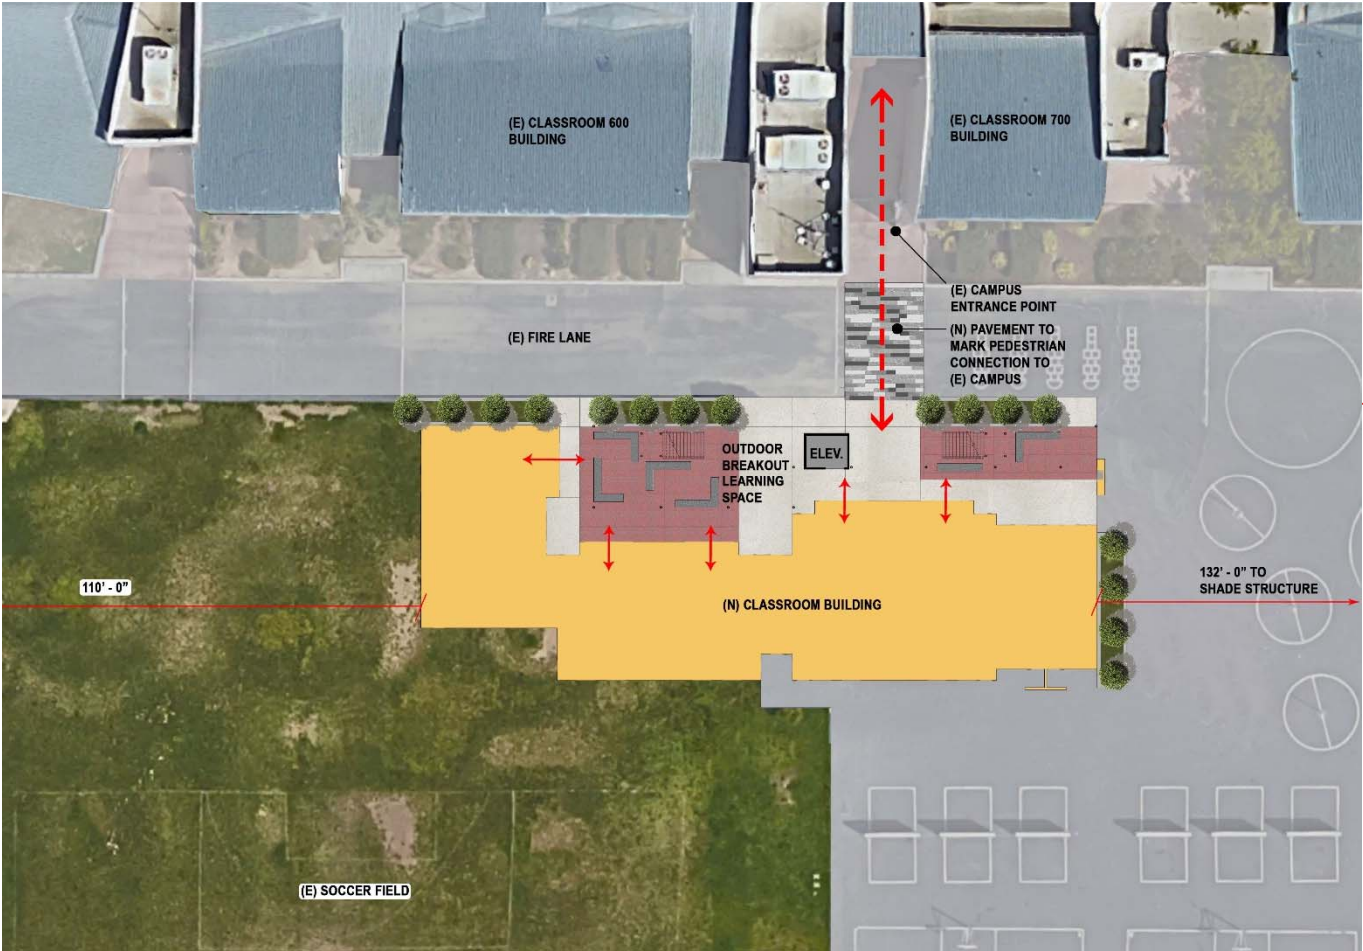 (E) CLASSROOM 600
BUILDING
(E) CLASSROOM 700
BUILDING
(E) CAMPUS
ENTRANCE POINT
(E) FIRE LANE
(N) PAVEMENT TO
MARK PEDESTRIAN
CONNECTION TO
(E) CAMPUS
OUTDOOR
BREAKOUT
LEARNING
SPACE
ELEV.
110' - 0"
132' - 0" TO
SHADE STRUCTURE
(N) CLASSROOM BUILDING
(E) SOCCER FIELD